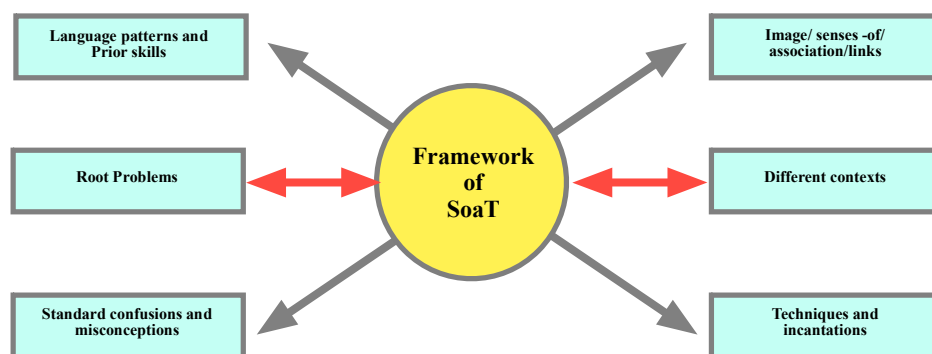 Language patterns and
Prior skills
Image/ senses -of/
association/links
Framework
of
SoaT
Root Problems
Different contexts
Standard confusions and
misconceptions
Techniques and
incantations